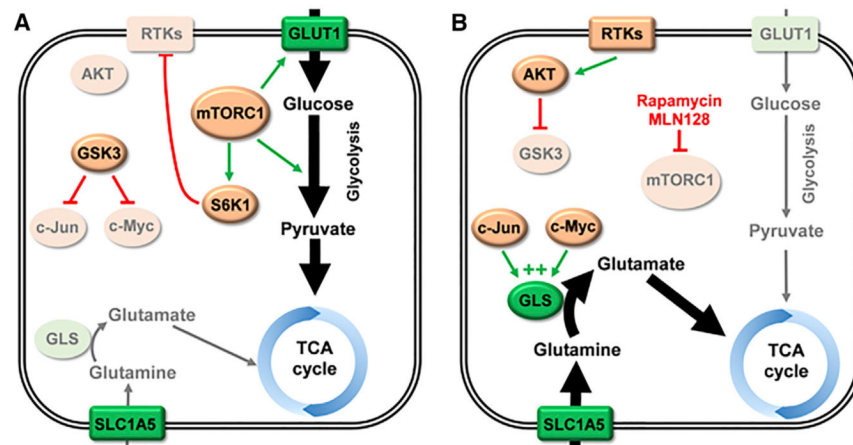 A
RTKs
GLUT1
AKT
mTORC1
Glucose
GSK3
Glycolysis
S6K1
c-Jun
c-Myc
Pyruvate
Glutamate
GLS
TCA
cycle
Glutamine
SLC1A5
B
RTKs
GLUT1
AKT
Rapamycin
MLN128
Glucose
GSK3
mTORC1
Glycolysis
c-Jun
c-Myc
Pyruvate
++
Glutamate
GLS
Glutamine
TCA
cycle
SLC1A5